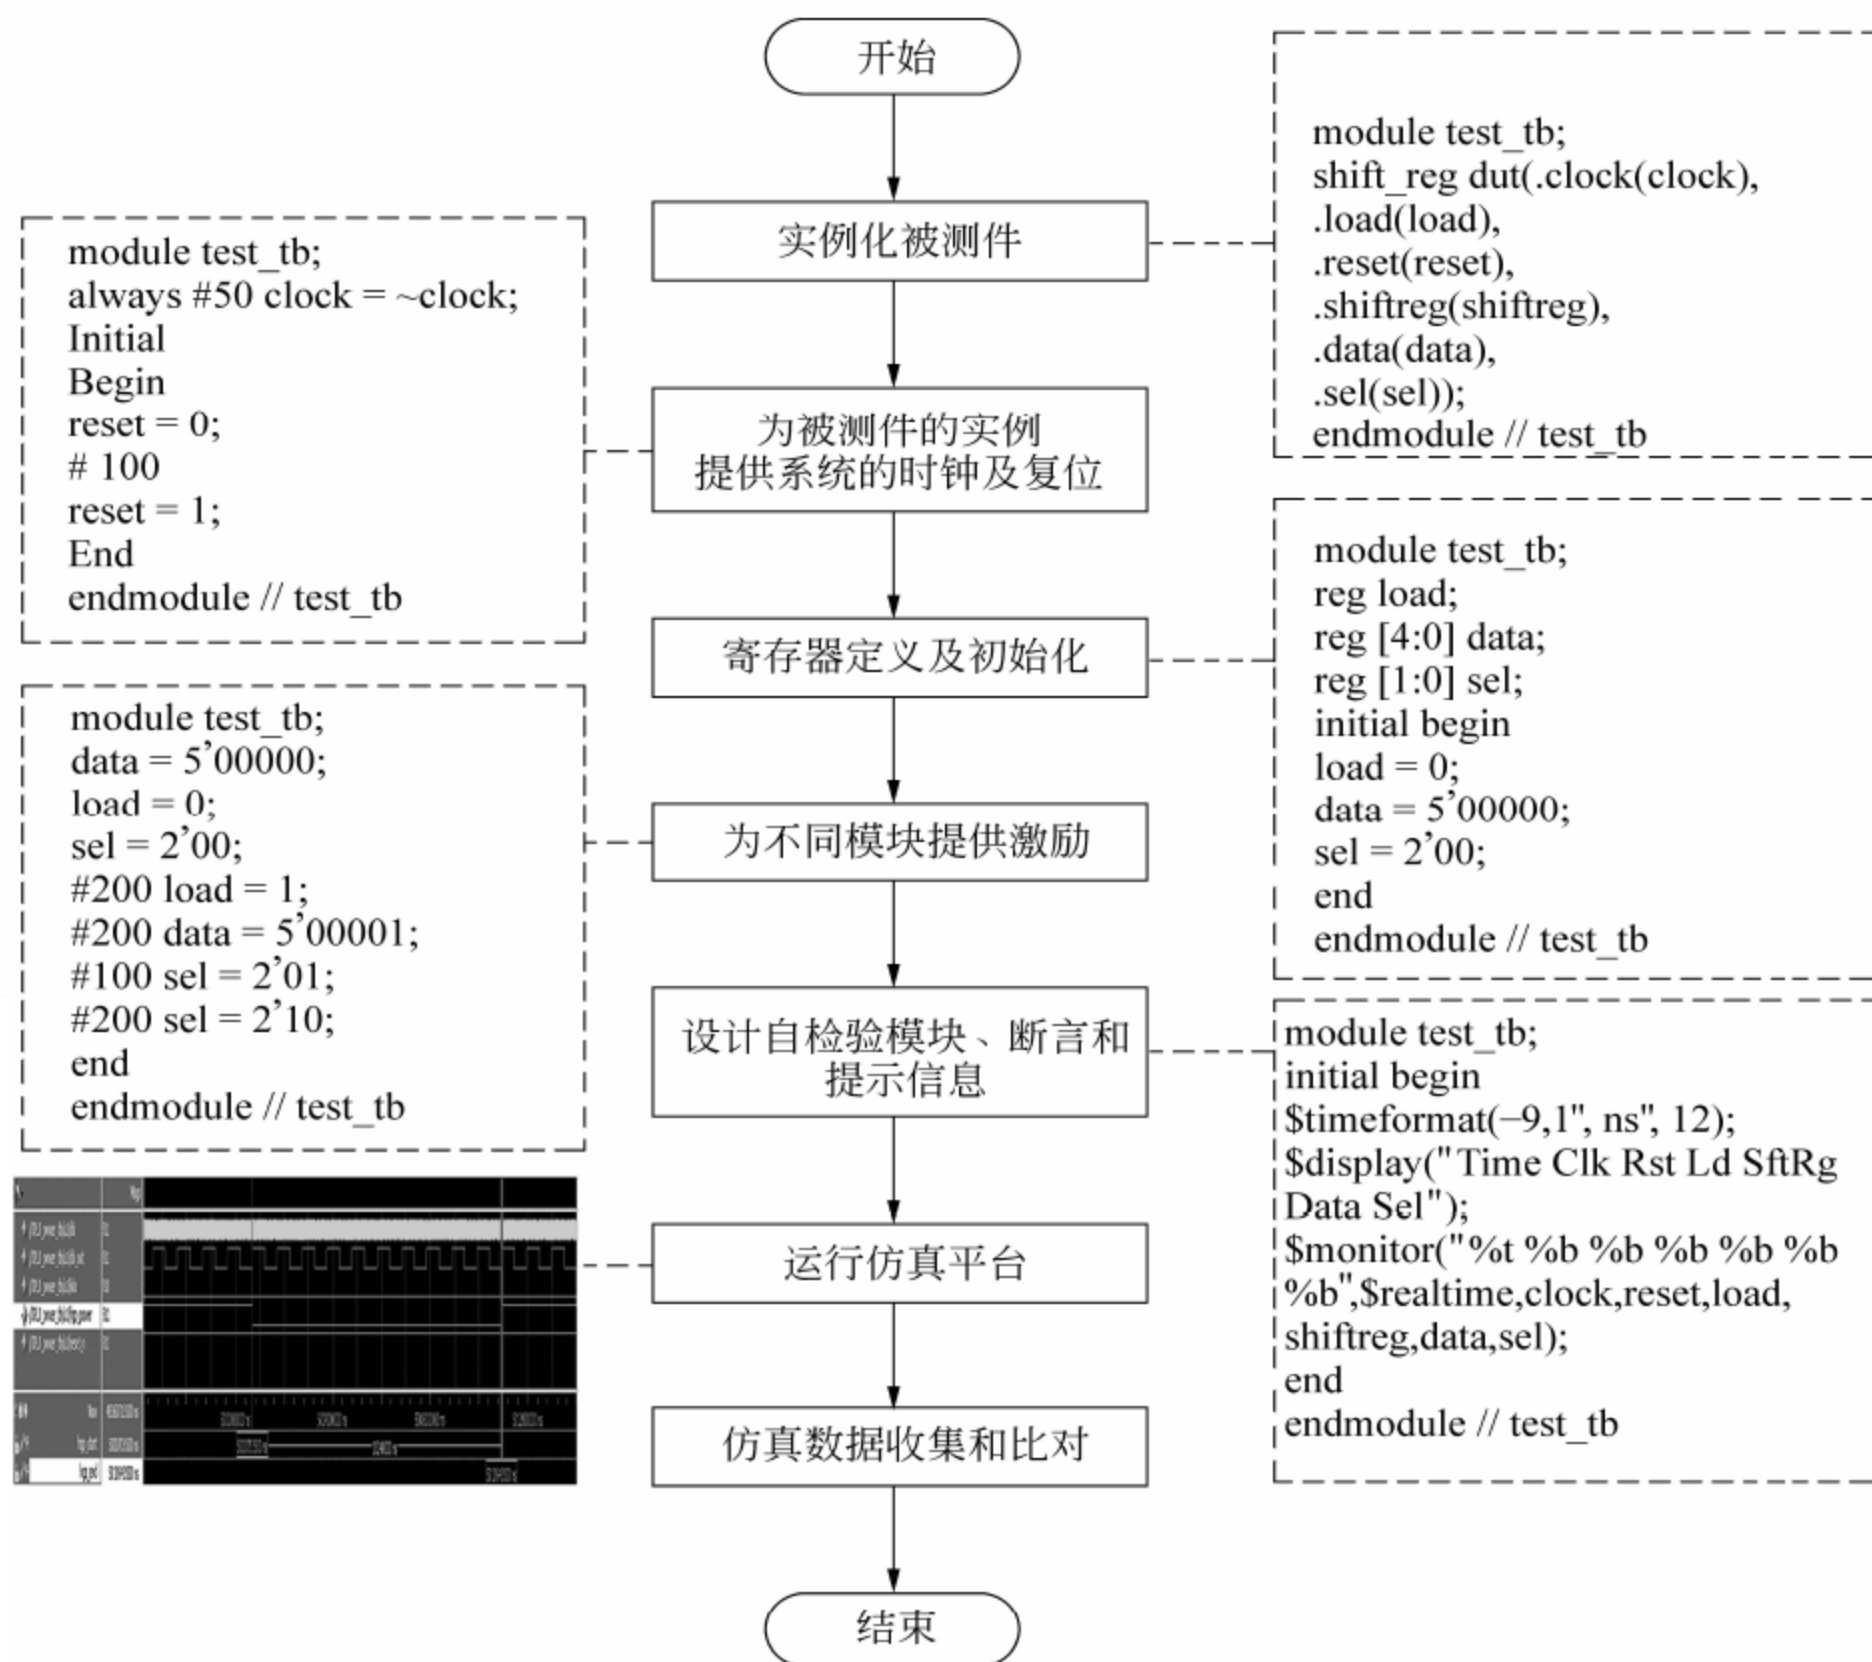 开始
实例化被测件
module test_tb;
shift_reg dut(.clock(clock),
.load(load),
.reset(reset),
.shiftreg(shiftreg),
.data(data),
.sel(sel));
endmodule // test_tb
为被测件的实例
提供系统的时钟及复位
module test_tb;
always #50 clock = ~clock;
Initial
Begin
reset = 0;
# 100
reset = 1;
End
endmodule // test_tb
寄存器定义及初始化
module test_tb;
reg load;
reg [4:0] data;
reg [1:0] sel;
initial begin
load = 0;
data = 5’00000;
sel = 2’00;
end
endmodule // test_tb
为不同模块提供激励
module test_tb;
data = 5’00000;
load = 0;
sel = 2’00;
#200 load = 1;
#200 data = 5’00001;
#100 sel = 2’01;
#200 sel = 2’10;
end
endmodule // test_tb
设计自检验模块、断言和
提示信息
module test_tb;
initial begin
$timeformat(−9,1", ns", 12);
$display("Time Clk Rst Ld SftRg
Data Sel");
$monitor("%t %b %b %b %b %b
%b",$realtime,clock,reset,load,
shiftreg,data,sel);
end
endmodule // test_tb
运行仿真平台
仿真数据收集和比对
结束